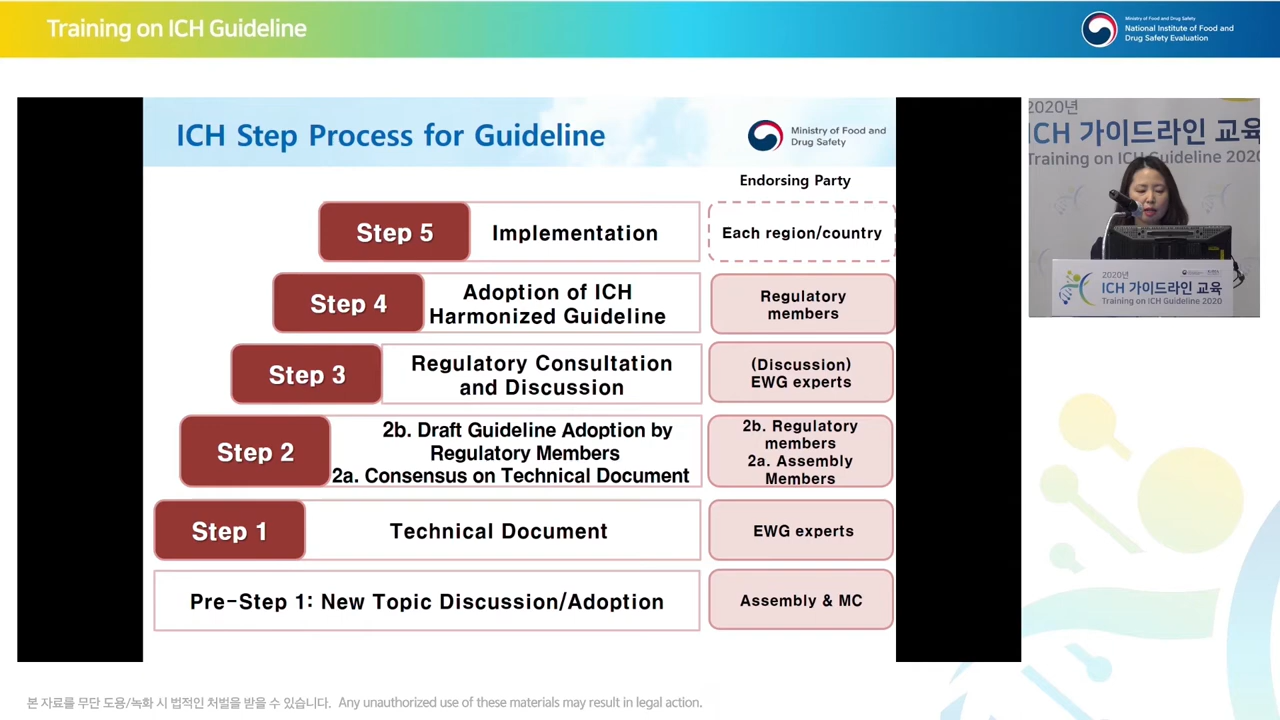 Training on ICH Guideline
Ministry of Food and Drug Safety
National Institute of Food and
Drug Safety Evaluation
ICH Step Process for Guideline
Ministry of Food and
Drug Safety
Endorsing Party
Step 5
Implementation
Each region/country
Step 4
Adoption of ICH
Harmonized Guideline
Regulatory
members
Step 3
Regulatory Consultation
and Discussion
(Discussion)
EWG experts
Step 2
2b. Draft Guideline Adoption by
Regulatory Members
2a. Consensus on Technical Document
2b. Regulatory
members
2a. Assembly
Members
Step 1
Technical Document
EWG experts
Pre-Step 1: New Topic Discussion/Adoption
Assembly & MC
2020년
ICH 가이드라인 교육
Training on ICH Guideline 2020
2020년
ICH 가이드라인 교육
Training on ICH Guideline 2020
본 자료를 무단 도용/녹화 시 법적인 처벌을 받을 수 있습니다. Any unauthorized use of these materials may result in legal action.